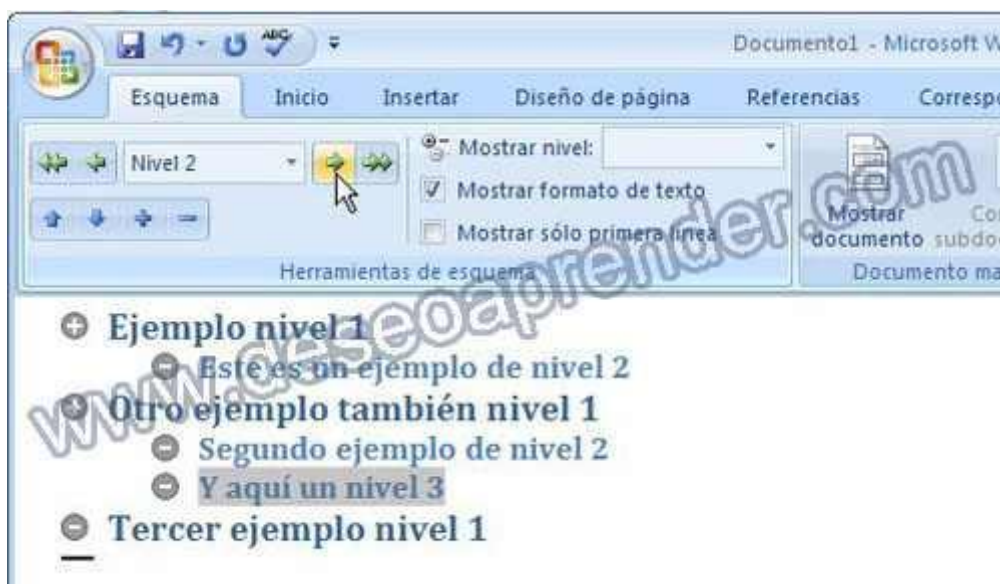 Documento1 - Microsoft W
Esquema Inicio Insertar Diseño de página Referencias Corresp
Nivel 2
Mostrar nivel:
Mostrar formato de texto
Mostrar sólo primera línea
Mostrar documento
subdo
Herramientas de esquema
Documento ma
Ejemplo nivel 1
Este es un ejemplo de nivel 2
Otro ejemplo también nivel 1
Segundo ejemplo de nivel 2
Y aquí un nivel 3
Tercer ejemplo nivel 1
www.deseoaprender.com